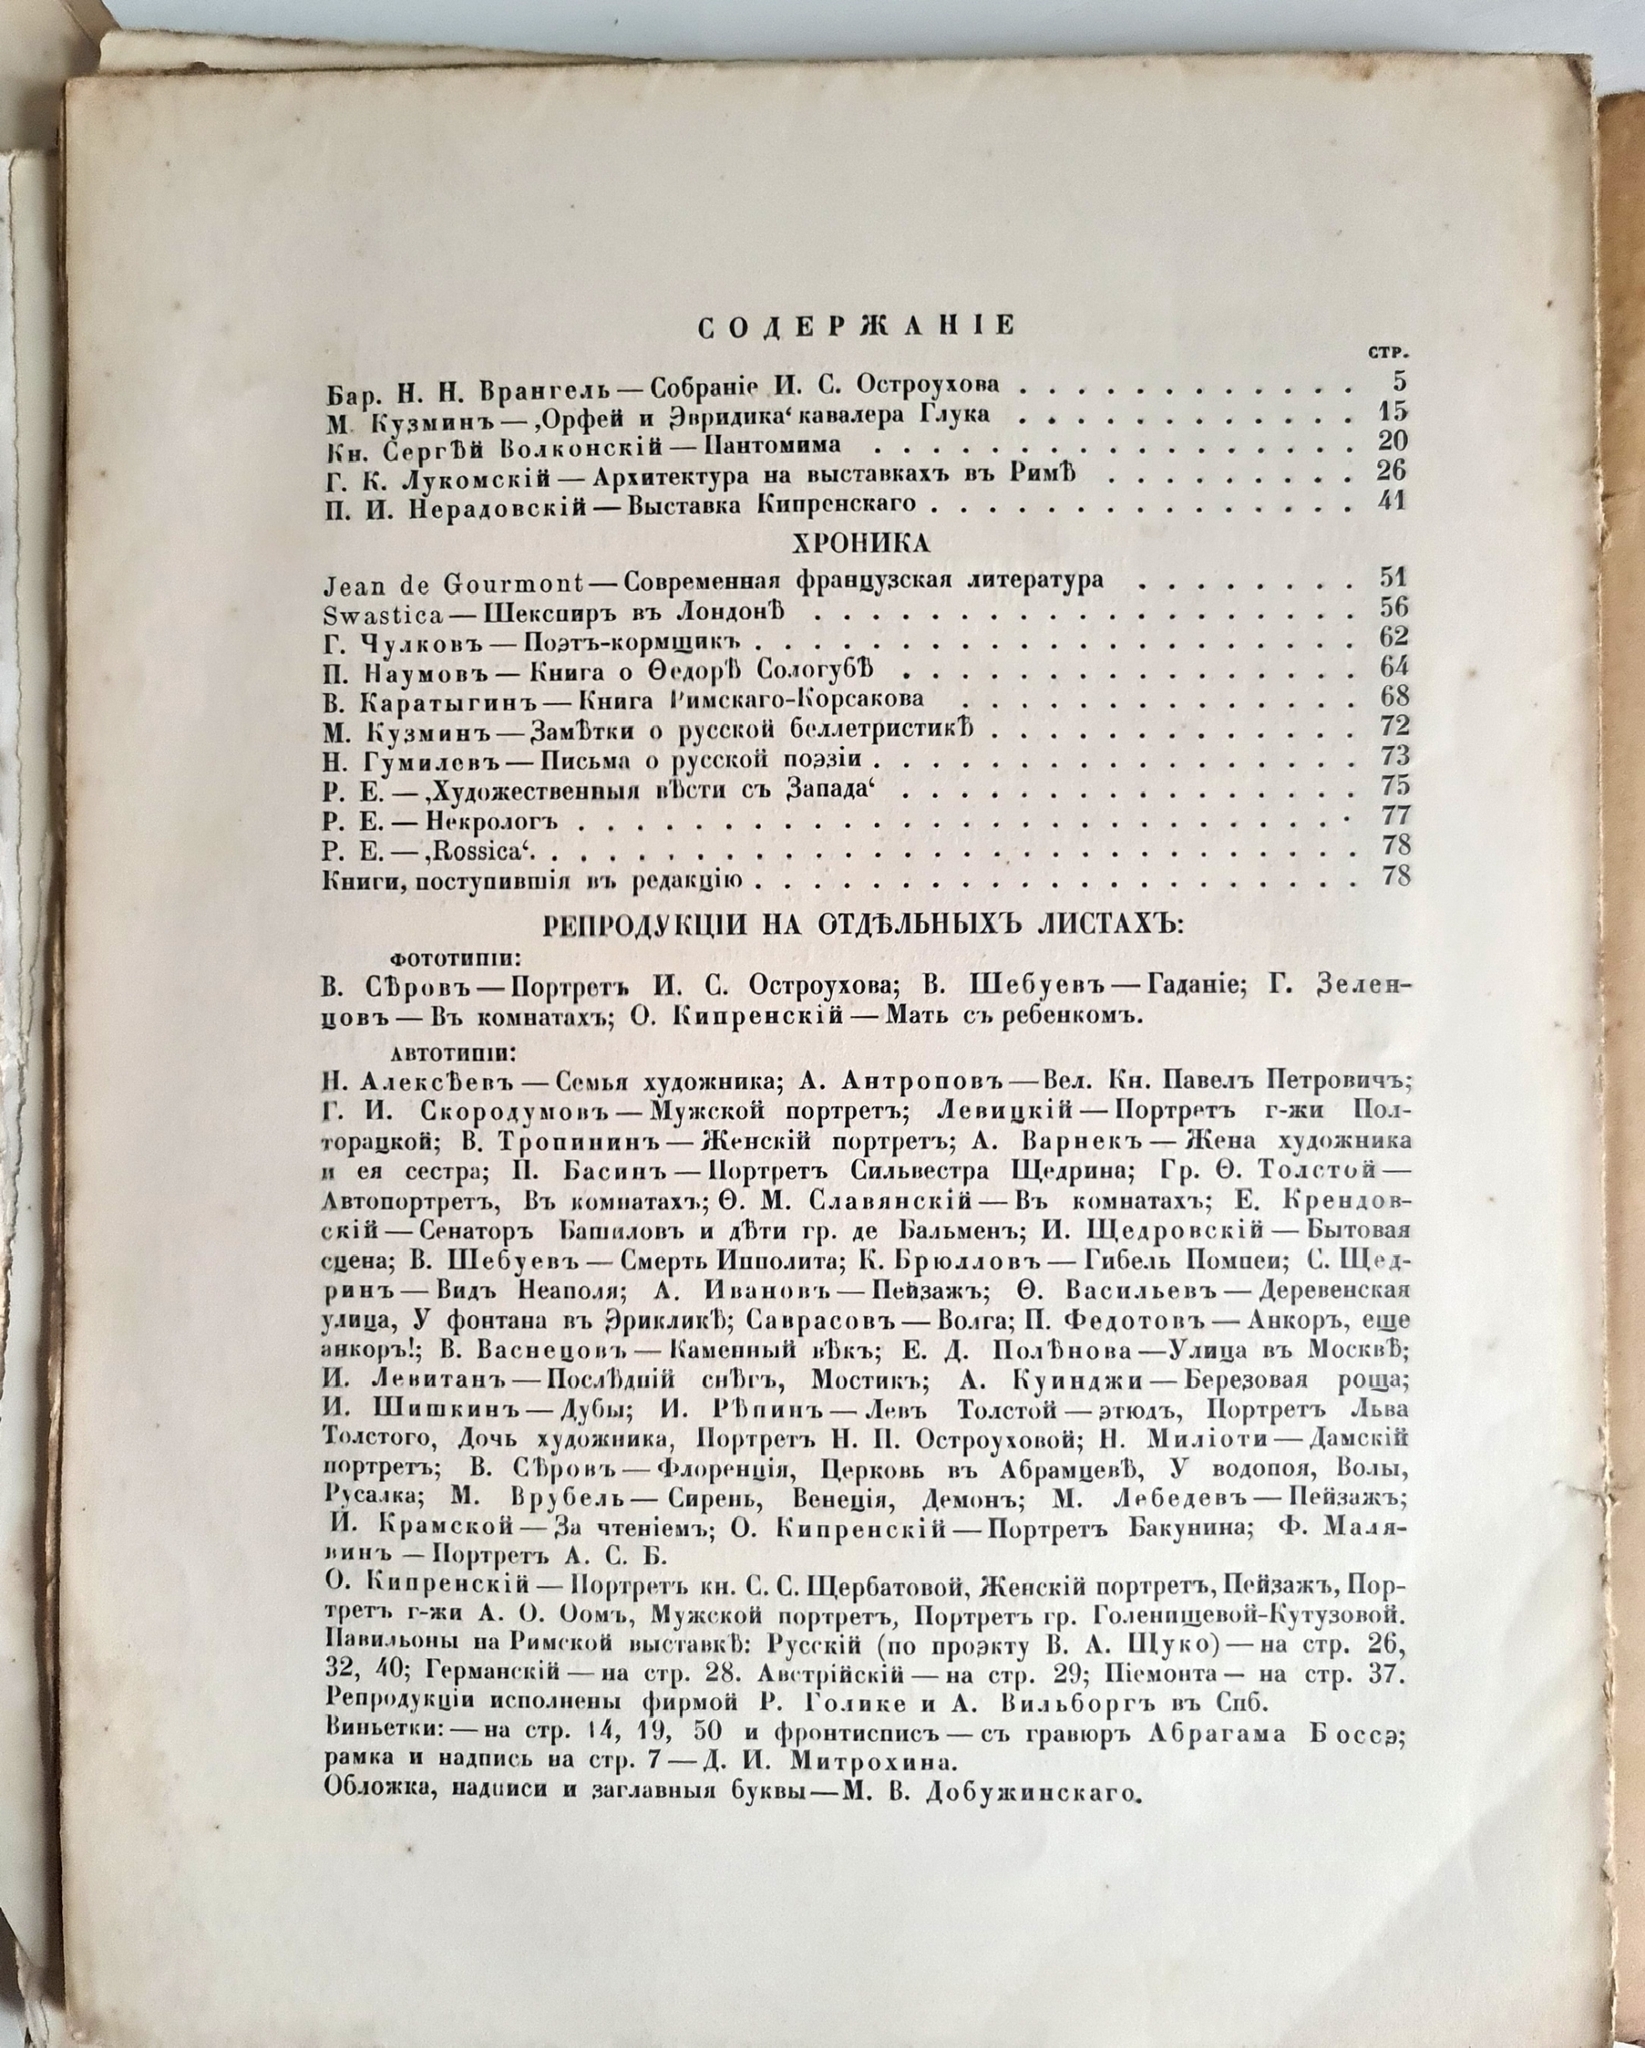 СОДЕРЖАНІЕ
СТР.
Бар. Н. Н. Врангель — Собраніе И. С. Остроухова . . . . . . . . . . . . 5
М. Кузминъ — ‚Орфей и Эвридика‘ кавалера Глука . . . . . . . . . . . . 15
Кн. Сергѣй Волконскій — Пантомима . . . . . . . . . . . . . . . . . 20
Г. К. Лукомскій — Архитектура на выставкахъ въ Римѣ . . . . . . . . . 26
П. И. Нерадовскій — Выставка Кипренскаго . . . . . . . . . . . . . . . 41
ХРОНИКА
Jean de Gourmont — Современная французская литература . . . . . . . . 51
Swastica — Шекспиръ въ Лондонѣ . . . . . . . . . . . . . . . . . . . 56
Г. Чулковъ — Поэтъ-кормщикъ . . . . . . . . . . . . . . . . . . . . . 62
П. Наумовъ — Книга о Ѳедорѣ Сологубѣ . . . . . . . . . . . . . . . . 64
В. Каратыгинъ — Книга Римскаго-Корсакова . . . . . . . . . . . . . . 68
М. Кузминъ — Замѣтки о русской беллетристикѣ . . . . . . . . . . . . . 72
Н. Гумилевъ — Письма о русской поэзіи . . . . . . . . . . . . . . . . . 73
Р. Е. — ‚Художественныя вѣсти съ Запада‘ . . . . . . . . . . . . . . . . 75
Р. Е. — Некрологъ . . . . . . . . . . . . . . . . . . . . . . . . . . . 77
Р. Е. — ‚Rossica‘. . . . . . . . . . . . . . . . . . . . . . . . . . . . . 78
Книги, поступившія въ редакцію . . . . . . . . . . . . . . . . . . . . . 78
РЕПРОДУКЦІИ НА ОТДѢЛЬНЫХЪ ЛИСТАХЪ:
ФОТОТИПІИ:
В. Сѣровъ — Портретъ И. С. Остроухова; В. Шебуевъ — Гаданіе; Г. Зелен-
цовъ — Въ комнатахъ; О. Кипренскій — Мать съ ребенкомъ.
АВТОТИПІИ:
Н. Алексѣевъ — Семья художника; А. Антроповъ — Вел. Кн. Павелъ Петровичъ;
Г. И. Скородумовъ — Мужской портретъ; Левицкій — Портретъ г-жи Пол-
торацкой; В. Тропининъ — Женскій портретъ; А. Варнекъ — Жена художника
и ея сестра; П. Басинъ — Портретъ Сильвестра Щедрина; Гр. Ѳ. Толстой —
Автопортретъ, Въ комнатахъ; Ѳ. М. Славянскій — Въ комнатахъ; Е. Крендов-
скій — Сенаторъ Башиловъ и дѣти гр. де Бальменъ; И. Щедровскій — Бытовая
сцена; В. Шебуевъ — Смерть Ипполита; К. Брюлловъ — Гибель Помпеи; С. Щед-
ринъ — Видъ Неаполя; А. Ивановъ — Пейзажъ; Ѳ. Васильевъ — Деревенская
улица, У фонтана въ Эрикликѣ; Саврасовъ — Волга; П. Федотовъ — Анкоръ, еще
анкоръ!; В. Васнецовъ — Каменный вѣкъ; Е. Д. Полѣнова — Улица въ Москвѣ;
И. Левитанъ — Послѣдній снѣгъ, Мостикъ; А. Куинджи — Березовая роща;
И. Шишкинъ — Дубы; И. Рѣпинъ — Левъ Толстой — этюдъ, Портретъ Льва
Толстого, Дочь художника, Портретъ Н. П. Остроуховой; Н. Миліоти — Дамскій
портретъ; В. Сѣровъ — Флоренція, Церковь въ Абрамцевѣ, У водопоя, Волы,
Русалка; М. Врубель — Сирень, Венеція, Демонъ; М. Лебедевъ — Пейзажъ;
И. Крамской — За чтеніемъ; О. Кипренскій — Портретъ Бакунина; Ф. Маля-
винъ — Портретъ А. С. Б.
О. Кипренскій — Портретъ кн. С. С. Щербатовой, Женскій портретъ, Пейзажъ, Пор-
третъ г-жи А. О. Оомъ, Мужской портретъ, Портретъ гр. Голенищевой-Кутузовой.
Павильоны на Римской выставкѣ: Русскій (по проэкту В. А. Щуко) — на стр. 26,
32, 40; Германскій — на стр. 28. Австрійскій — на стр. 29; Піемонта — на стр. 37.
Репродукціи исполнены фирмой Р. Голике и А. Вильборгъ въ Спб.
Виньетки: — на стр. 14, 19, 50 и фронтисписъ — съ гравюръ Абрагама Боссэ;
рамка и надпись на стр. 7 — Д. И. Митрохина.
Обложка, надписи и заглавныя буквы — М. В. Добужинскаго.